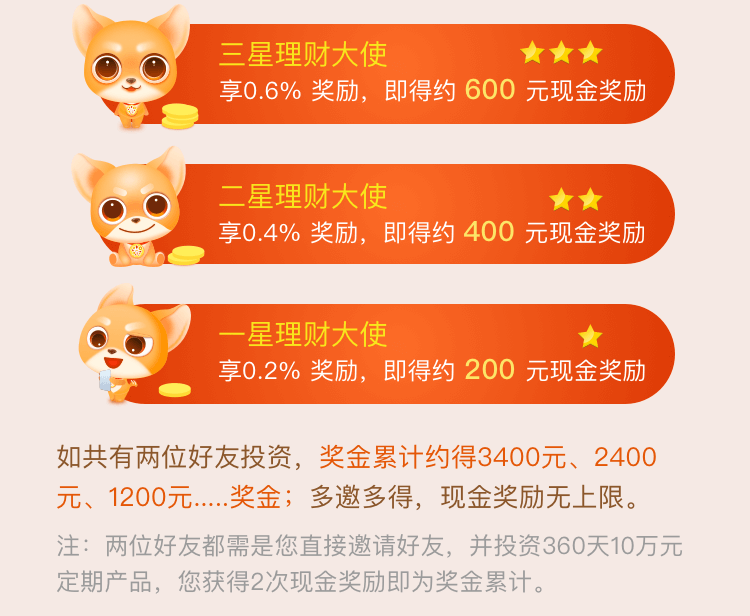 三星理财大使
享0.6% 奖励，即得约 600 元现金奖励
二星理财大使
享0.4% 奖励，即得约 400 元现金奖励
一星理财大使
享0.2% 奖励，即得约 200 元现金奖励
如共有两位好友投资，奖金累计约得3400元、2400
元、1200元.....奖金；多邀多得，现金奖励无上限。
注：两位好友都需是您直接邀请好友，并投资360天10万元
定期产品，您获得2次现金奖励即为奖金累计。